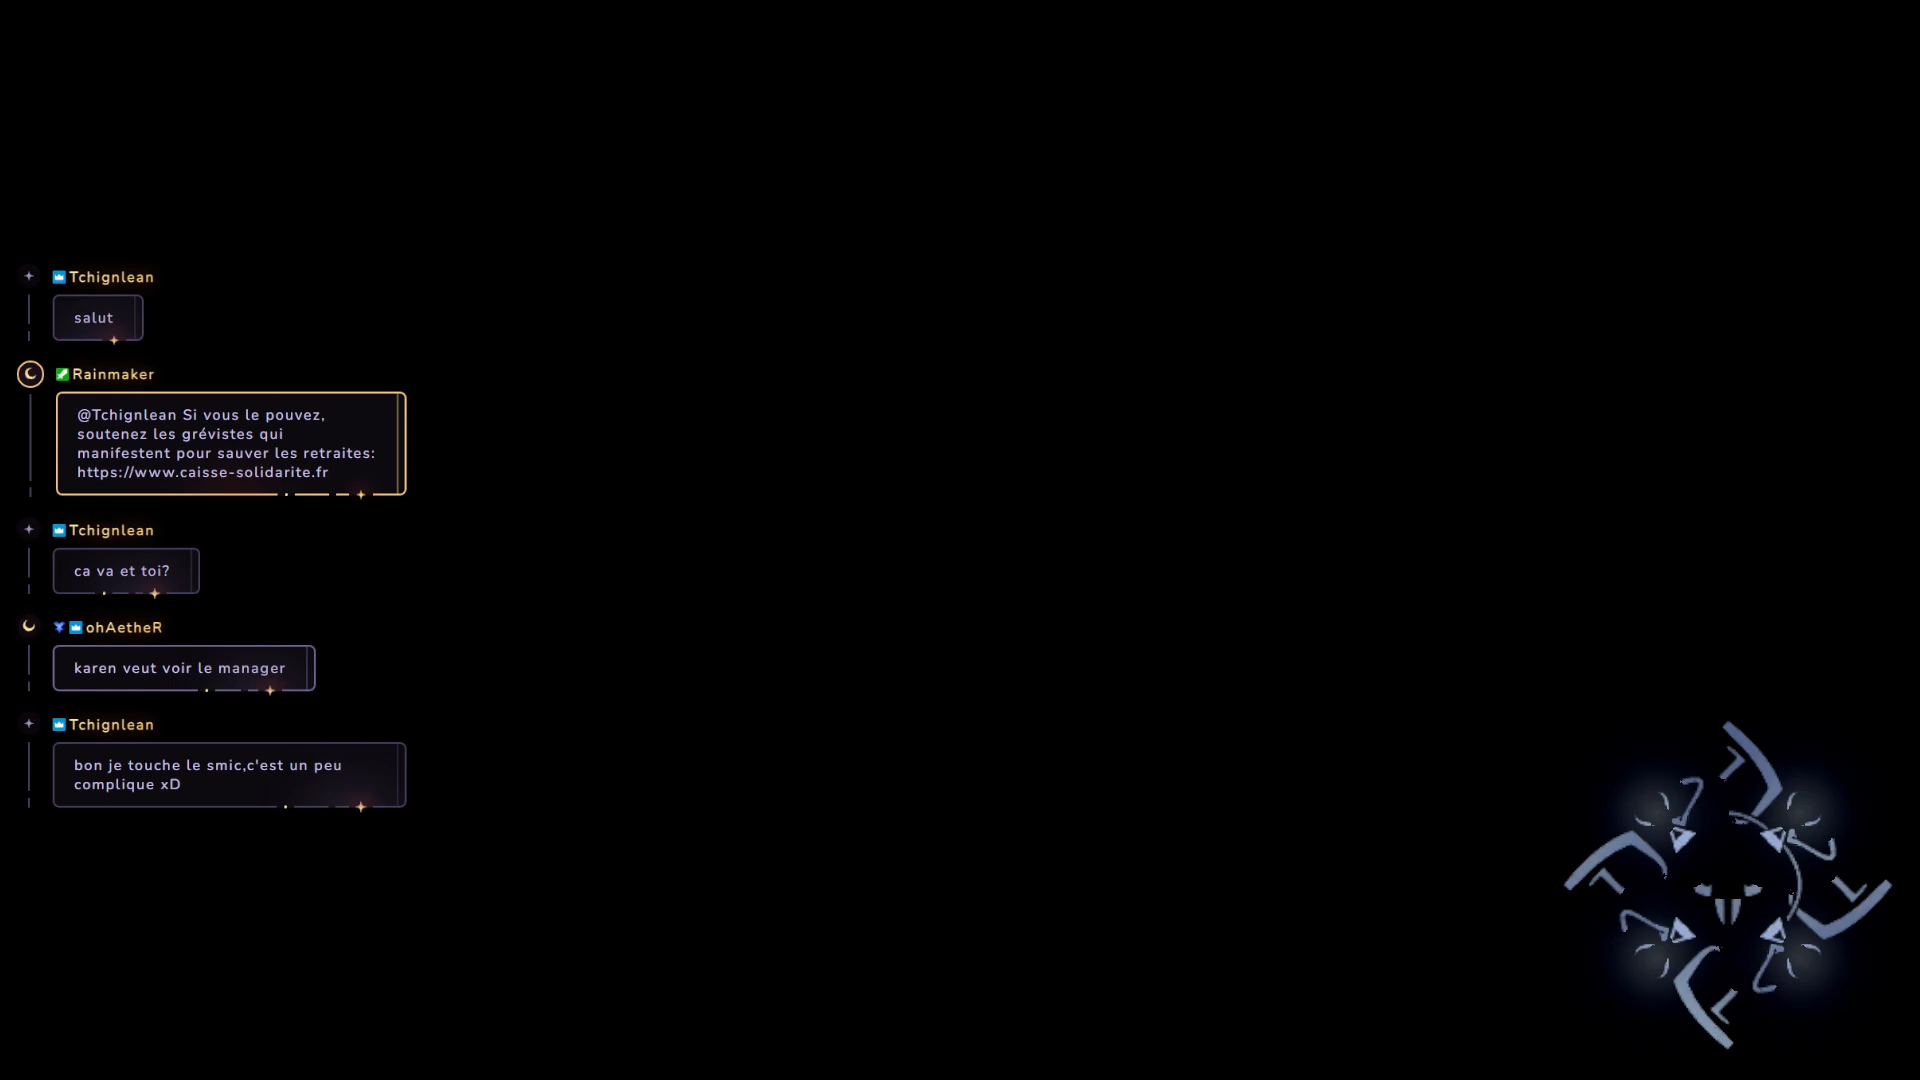 Tchignlean
salut
Rainmaker
@Tchignlean Si vous le pouvez,
soutenez les grévistes qui
manifestent pour sauver les retraites:
https://www.caisse-solidarite.fr
Tchignlean
ca va et toi?
ohAetheR
karen veut voir le manager
Tchignlean
bon je touche le smic,c'est un peu
complique xD